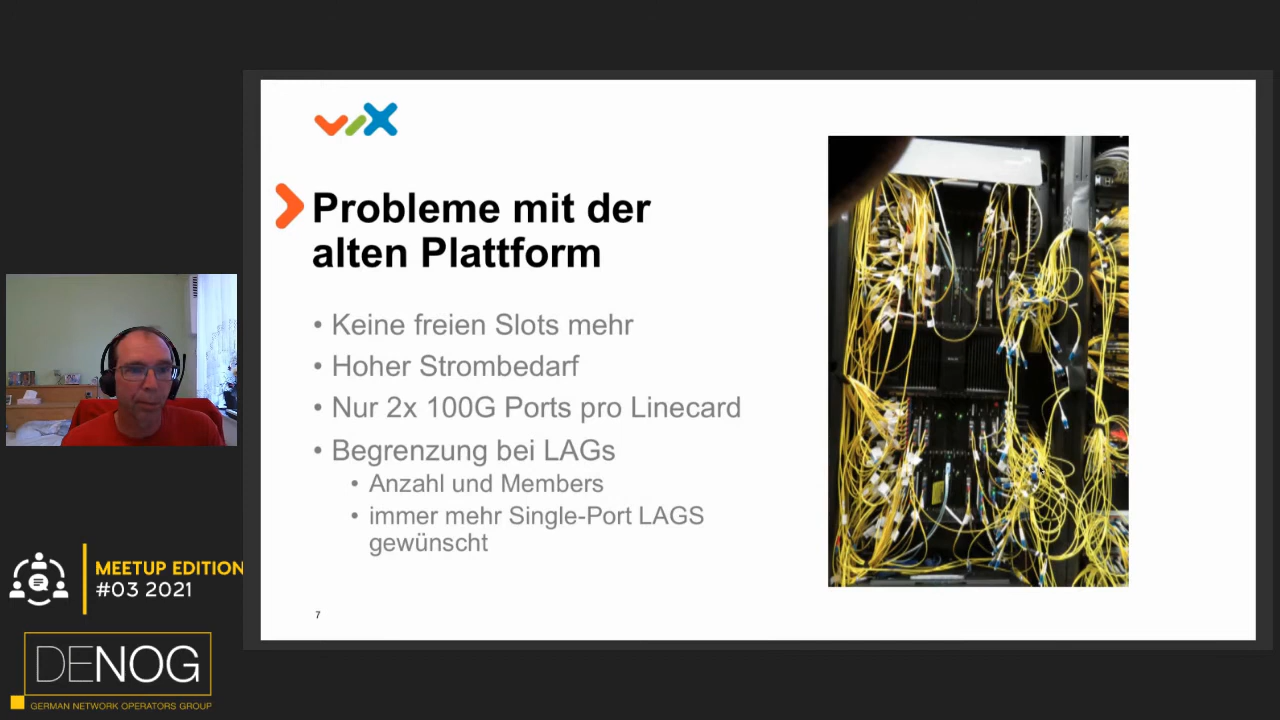 vix
Probleme mit der
alten Plattform
• Keine freien Slots mehr
• Hoher Strombedarf
• Nur 2x 100G Ports pro Linecard
• Begrenzung bei LAGs
• Anzahl und Members
• immer mehr Single-Port LAGS
gewünscht
7
MEETUP EDITION
#03 2021
DENOG
GERMAN NETWORK OPERATORS GROUP